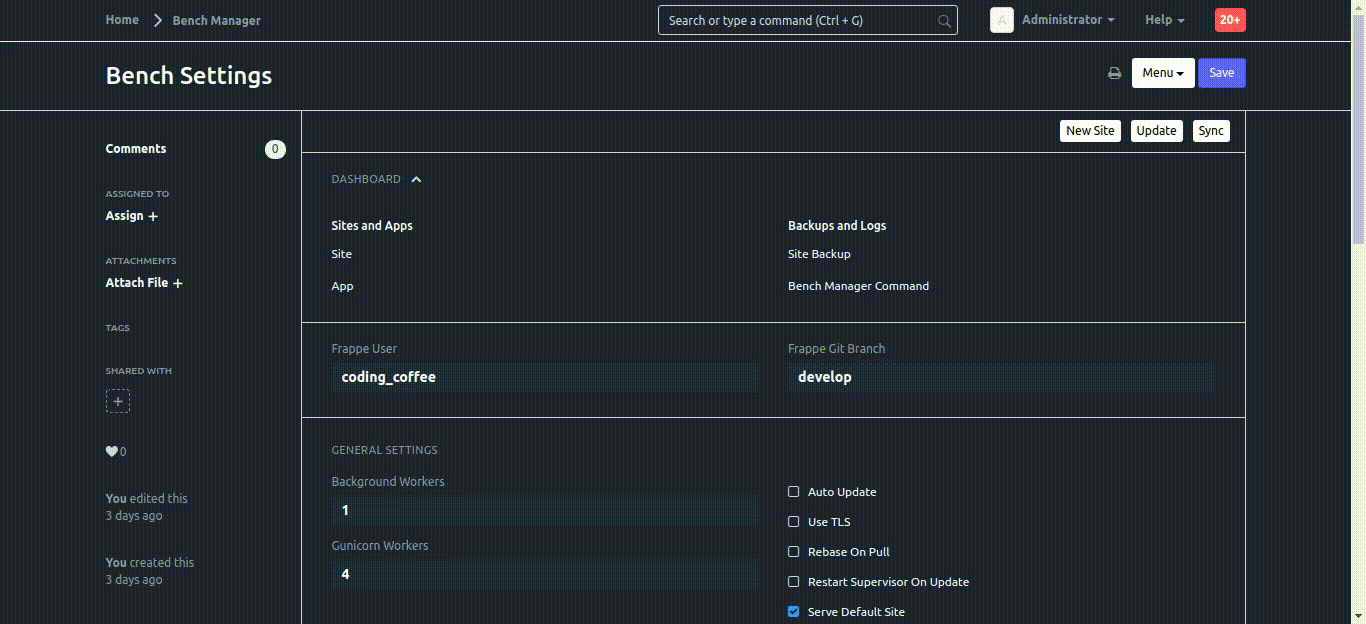 Home Bench Manager Search or type a command (Ctrl + G) A Administrator Help 20+
Bench Settings Menu Save
New Site Update Sync
Comments 0
ASSIGNED TO
Assign +
ATTACHMENTS
Attach File +
TAGS
SHARED WITH
+
0
You edited this
3 days ago
You created this
3 days ago
DASHBOARD
Sites and Apps Backups and Logs
Site Site Backup
App Bench Manager Command
Frappe User Frappe Git Branch
coding_coffee develop
GENERAL SETTINGS
Background Workers
1
Gunicorn Workers
4
Auto Update
Use TLS
Rebase On Pull
Restart Supervisor On Update
Serve Default Site